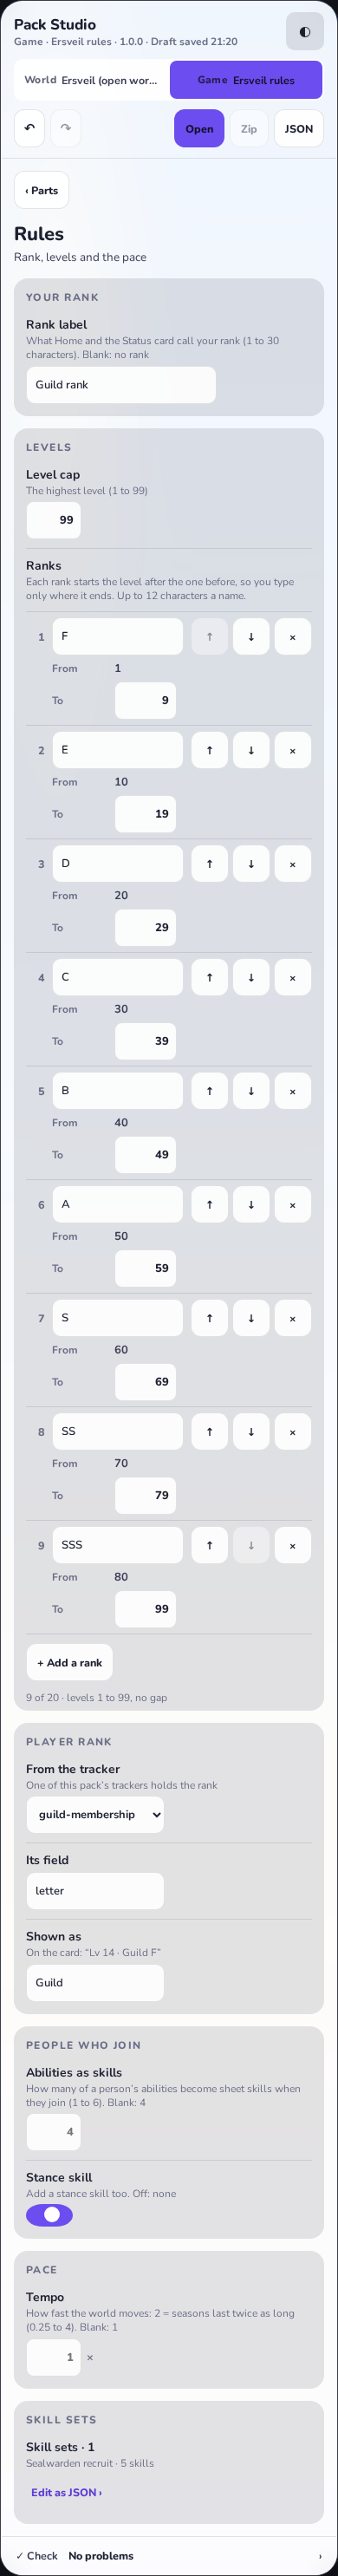 Pack Studio
Game · Ersveil rules · 1.0.0 · Draft saved 21:20
World Ersveil (open wor… Game Ersveil rules
↶ ↷ Open Zip JSON
‹ Parts
Rules
Rank, levels and the pace
YOUR RANK
Rank label
What Home and the Status card call your rank (1 to 30
characters). Blank: no rank
Guild rank
LEVELS
Level cap
The highest level (1 to 99)
99
Ranks
Each rank starts the level after the one before, so you type
only where it ends. Up to 12 characters a name.
1 F ↑ ↓ ×
From 1
To 9
2 E ↑ ↓ ×
From 10
To 19
3 D ↑ ↓ ×
From 20
To 29
4 C ↑ ↓ ×
From 30
To 39
5 B ↑ ↓ ×
From 40
To 49
6 A ↑ ↓ ×
From 50
To 59
7 S ↑ ↓ ×
From 60
To 69
8 SS ↑ ↓ ×
From 70
To 79
9 SSS ↑ ↓ ×
From 80
To 99
+ Add a rank
9 of 20 · levels 1 to 99, no gap
PLAYER RANK
From the tracker
One of this pack's trackers holds the rank
guild-membership
Its field
letter
Shown as
On the card: “Lv 14 · Guild F”
Guild
PEOPLE WHO JOIN
Abilities as skills
How many of a person's abilities become sheet skills when
they join (1 to 6). Blank: 4
4
Stance skill
Add a stance skill too. Off: none
PACE
Tempo
How fast the world moves: 2 = seasons last twice as long
(0.25 to 4). Blank: 1
1 ×
SKILL SETS
Skill sets · 1
Sealwarden recruit · 5 skills
Edit as JSON ›
✓ Check No problems ›